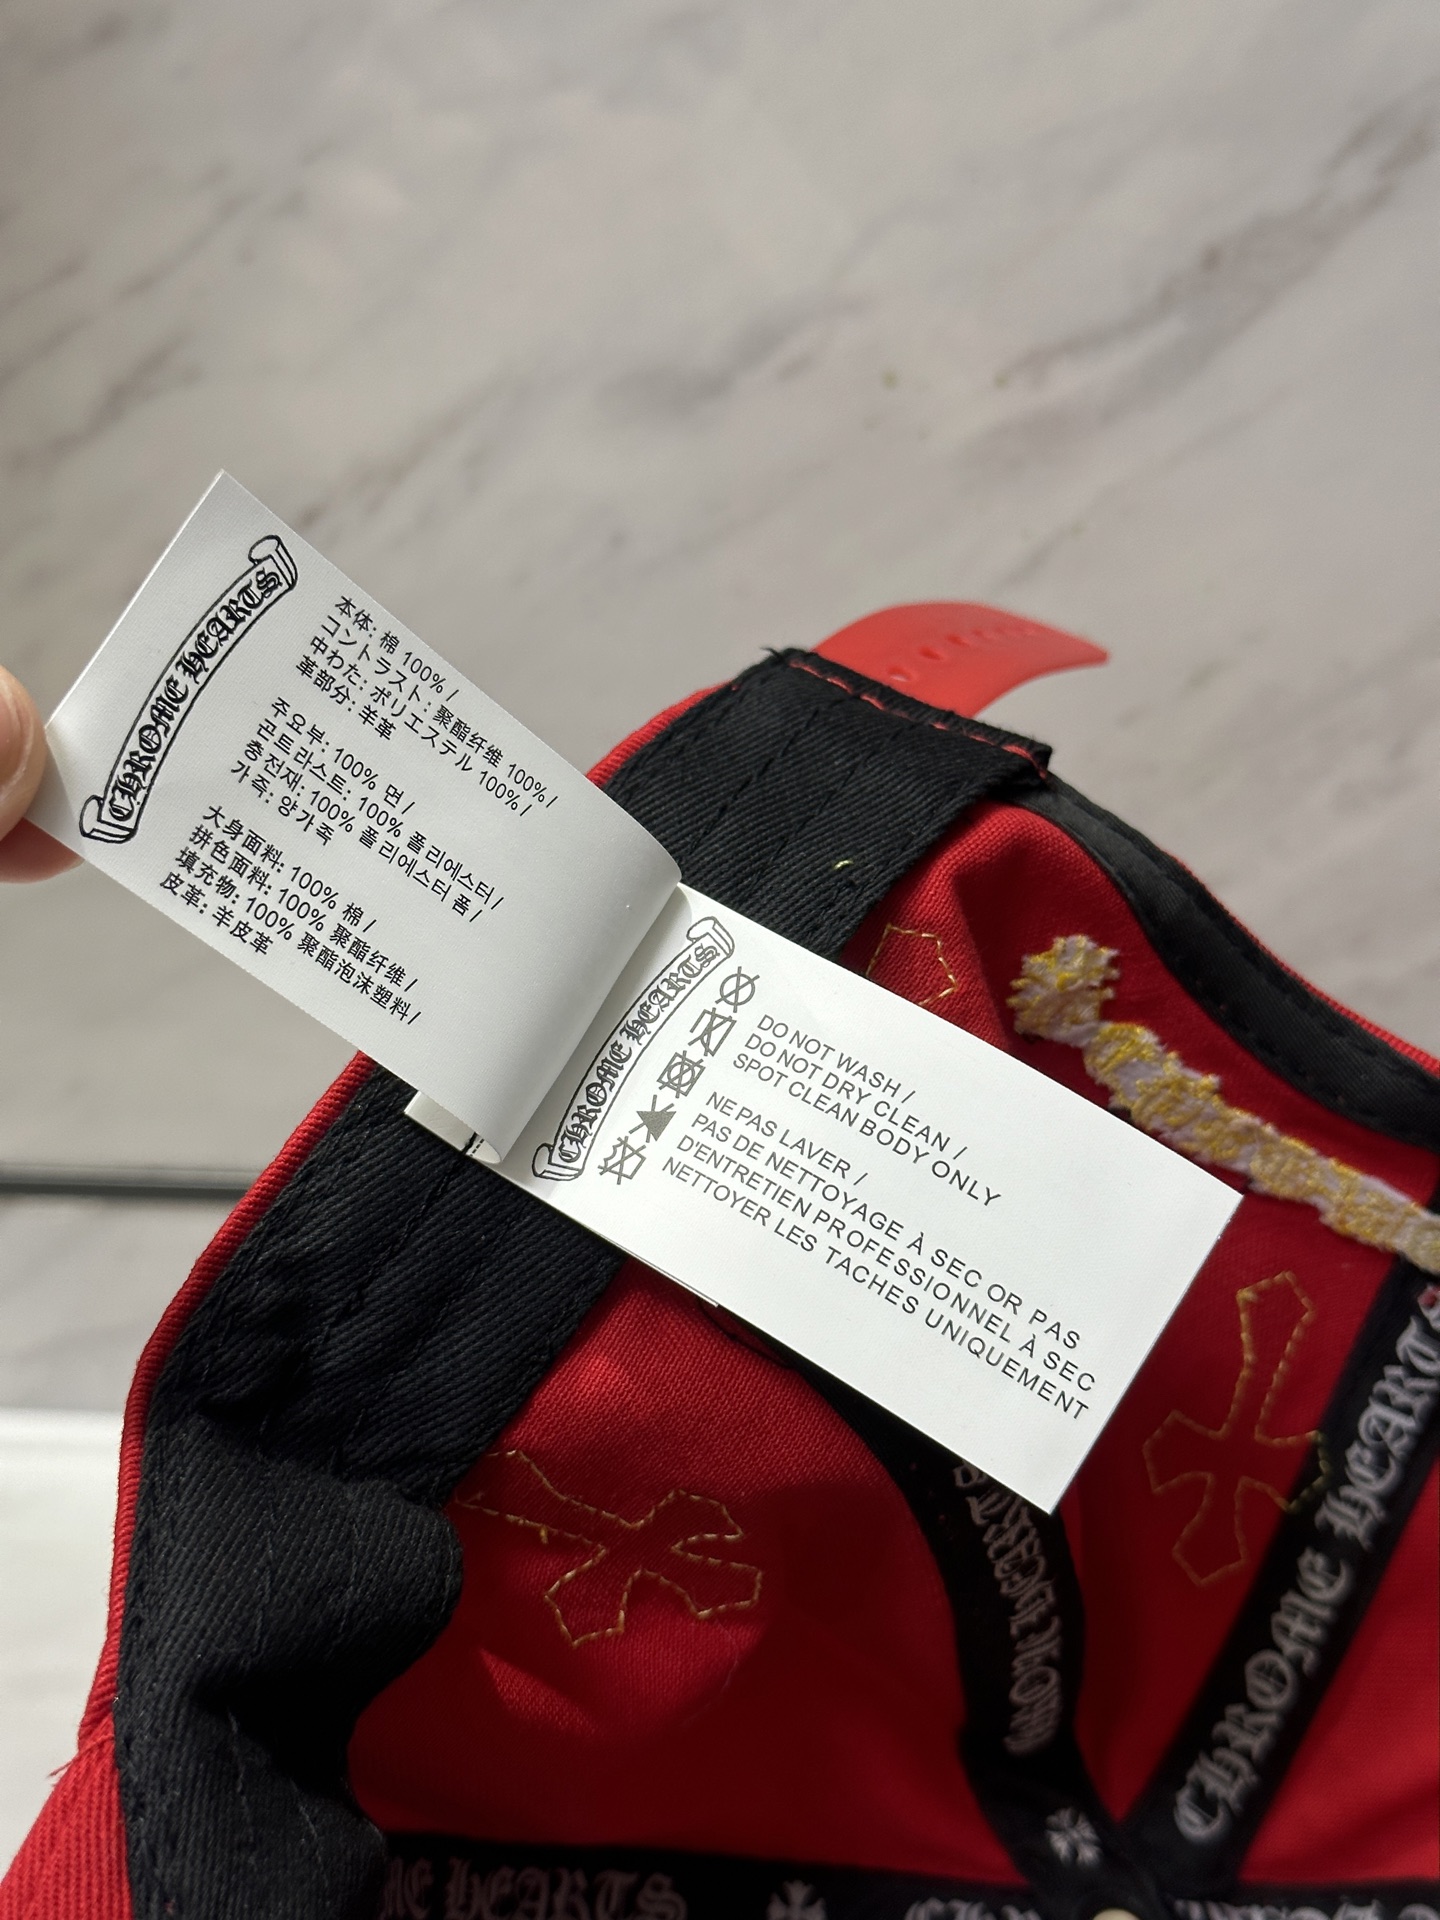 CHROME HEARTS
本体: 棉 100% /
コントラスト: 聚酯纤维 100%/
中わた: ポリエステル 100%/
革部分: 羊革
주요부: 100% 면 /
콘트라스트: 100% 폴리에스터/
충전재: 100% 폴리에스터 폼 /
가죽: 양가죽
大身面料: 100% 棉 /
拼色面料: 100% 聚酯纤维 /
填充物: 100% 聚酯泡沫塑料 /
皮革: 羊皮革
CHROME HEARTS
DO NOT WASH /
DO NOT DRY CLEAN /
SPOT CLEAN BODY ONLY
NE PAS LAVER /
PAS DE NETTOYAGE À SEC OR PAS
D'ENTRETIEN PROFESSIONNEL À SEC
NETTOYER LES TACHES UNIQUEMENT
CHROME HEARTS
CHROME HEARTS
HEARTS